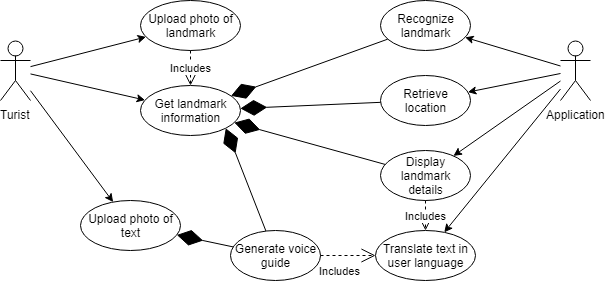 Upload photo of
landmark
Recognize
landmark
Includes
Turist
Get landmark
information
Retrieve
location
Application
Display
landmark
details
Upload photo of
text
Includes
Generate voice
guide
Includes
Translate text in
user language